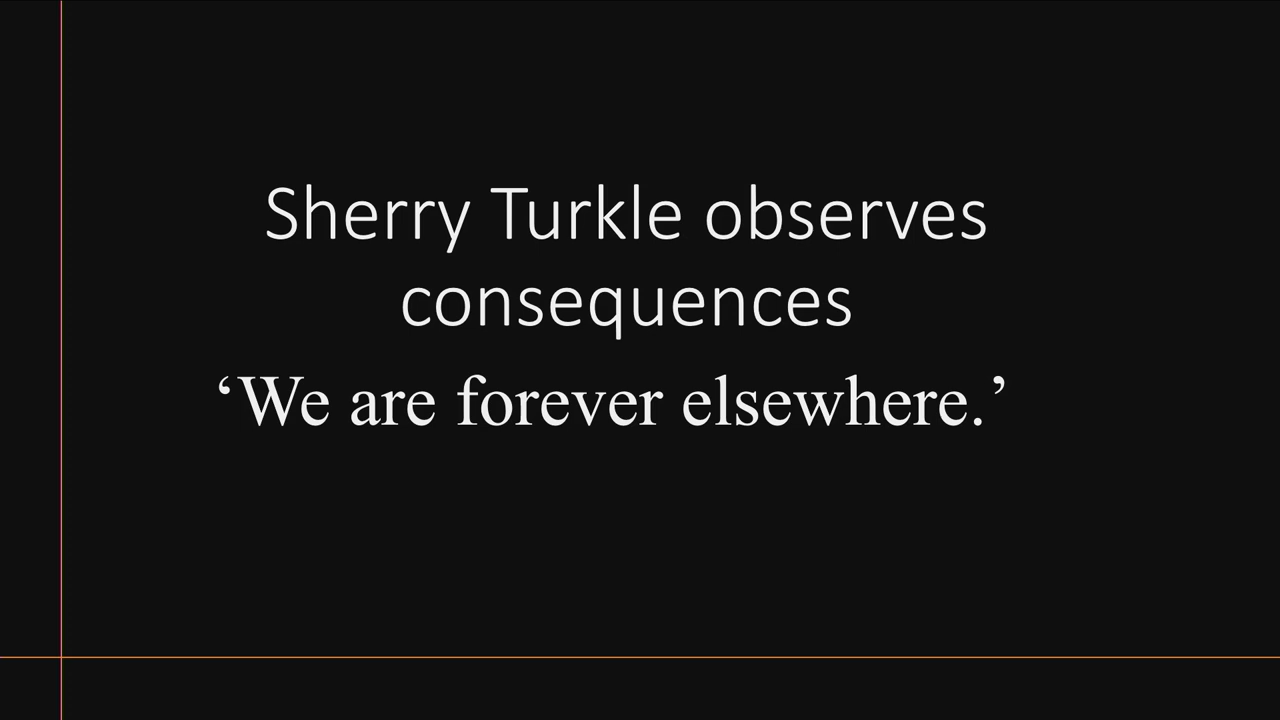 Sherry Turkle observes
consequences
‘We are forever elsewhere.’